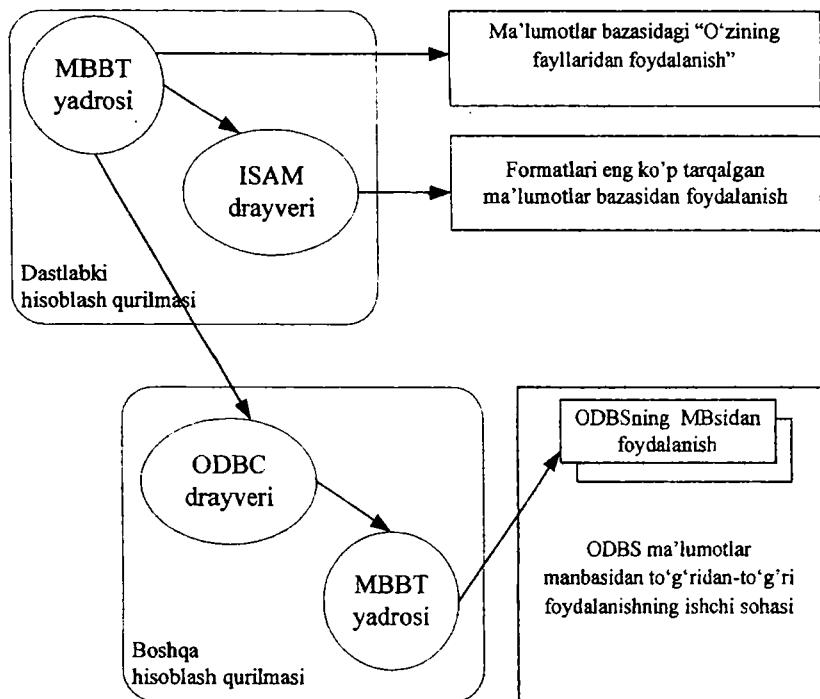 MBBT
yadrosi
Ma’lumotlar bazasidagi “O‘zining
fayllaridan foydalanish”
ISAM
drayveri
Formatlari eng ko’p tarqalgan
ma’lumotlar bazasidan foydalanish
Dastlabki
hisoblash qurilmasi
ODBC
drayveri
MBBT
yadrosi
Boshqa
hisoblash qurilmasi
ODBSning MBsidan
foydalanish
ODBS ma’lumotlar
manbasidan to‘g‘ridan-to‘g’ri
foydalanishning ishchi sohasi